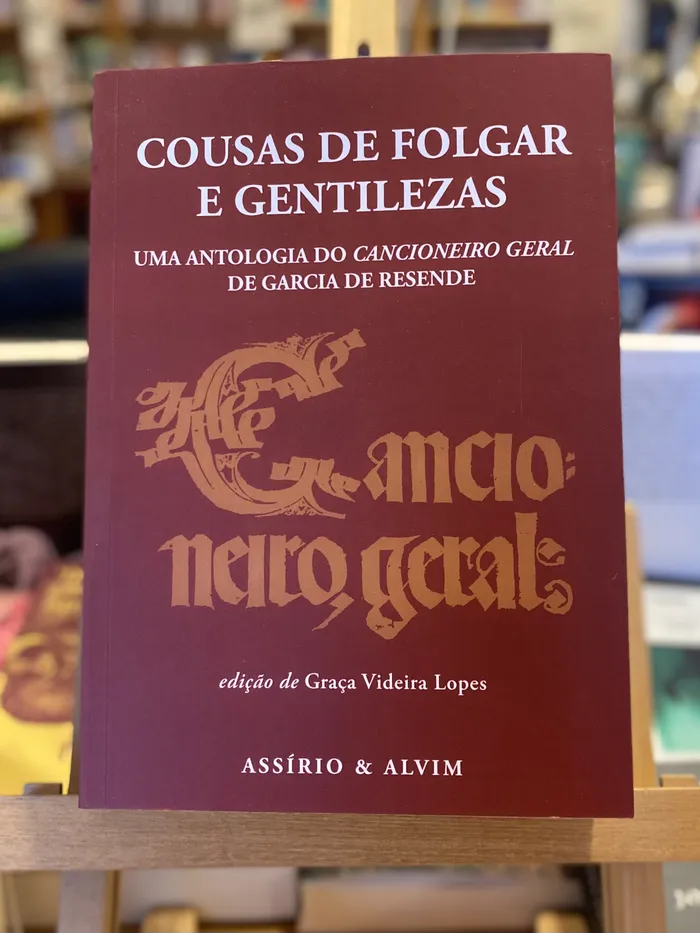 COUSAS DE FOLGAR
E GENTILEZAS
UMA ANTOLOGIA DO CANCIONEIRO GERAL
DE GARCIA DE RESENDE
Cancio⸗
neiro, geral:
edição de Graça Videira Lopes
ASSÍRIO & ALVIM